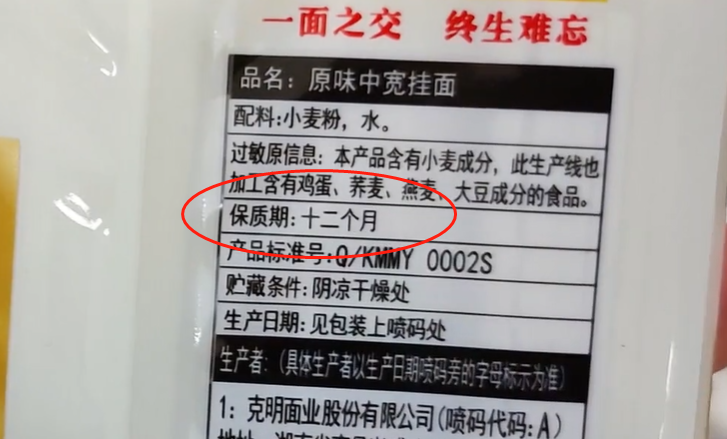 一面之交 终生难忘
品名：原味中宽挂面
配料:小麦粉，水。
过敏原信息：本产品含有小麦成分，此生产线也
加工含有鸡蛋、荞麦、燕麦、大豆成分的食品。
保质期:十二个月
产品标准号:Q/KMMY 0002S
贮藏条件:阴凉干燥处
生产日期:见包装上喷码处
生产者：(具体生产者以生产日期喷码旁的字母标示为准)
1：克明面业股份有限公司(喷码代码:A)